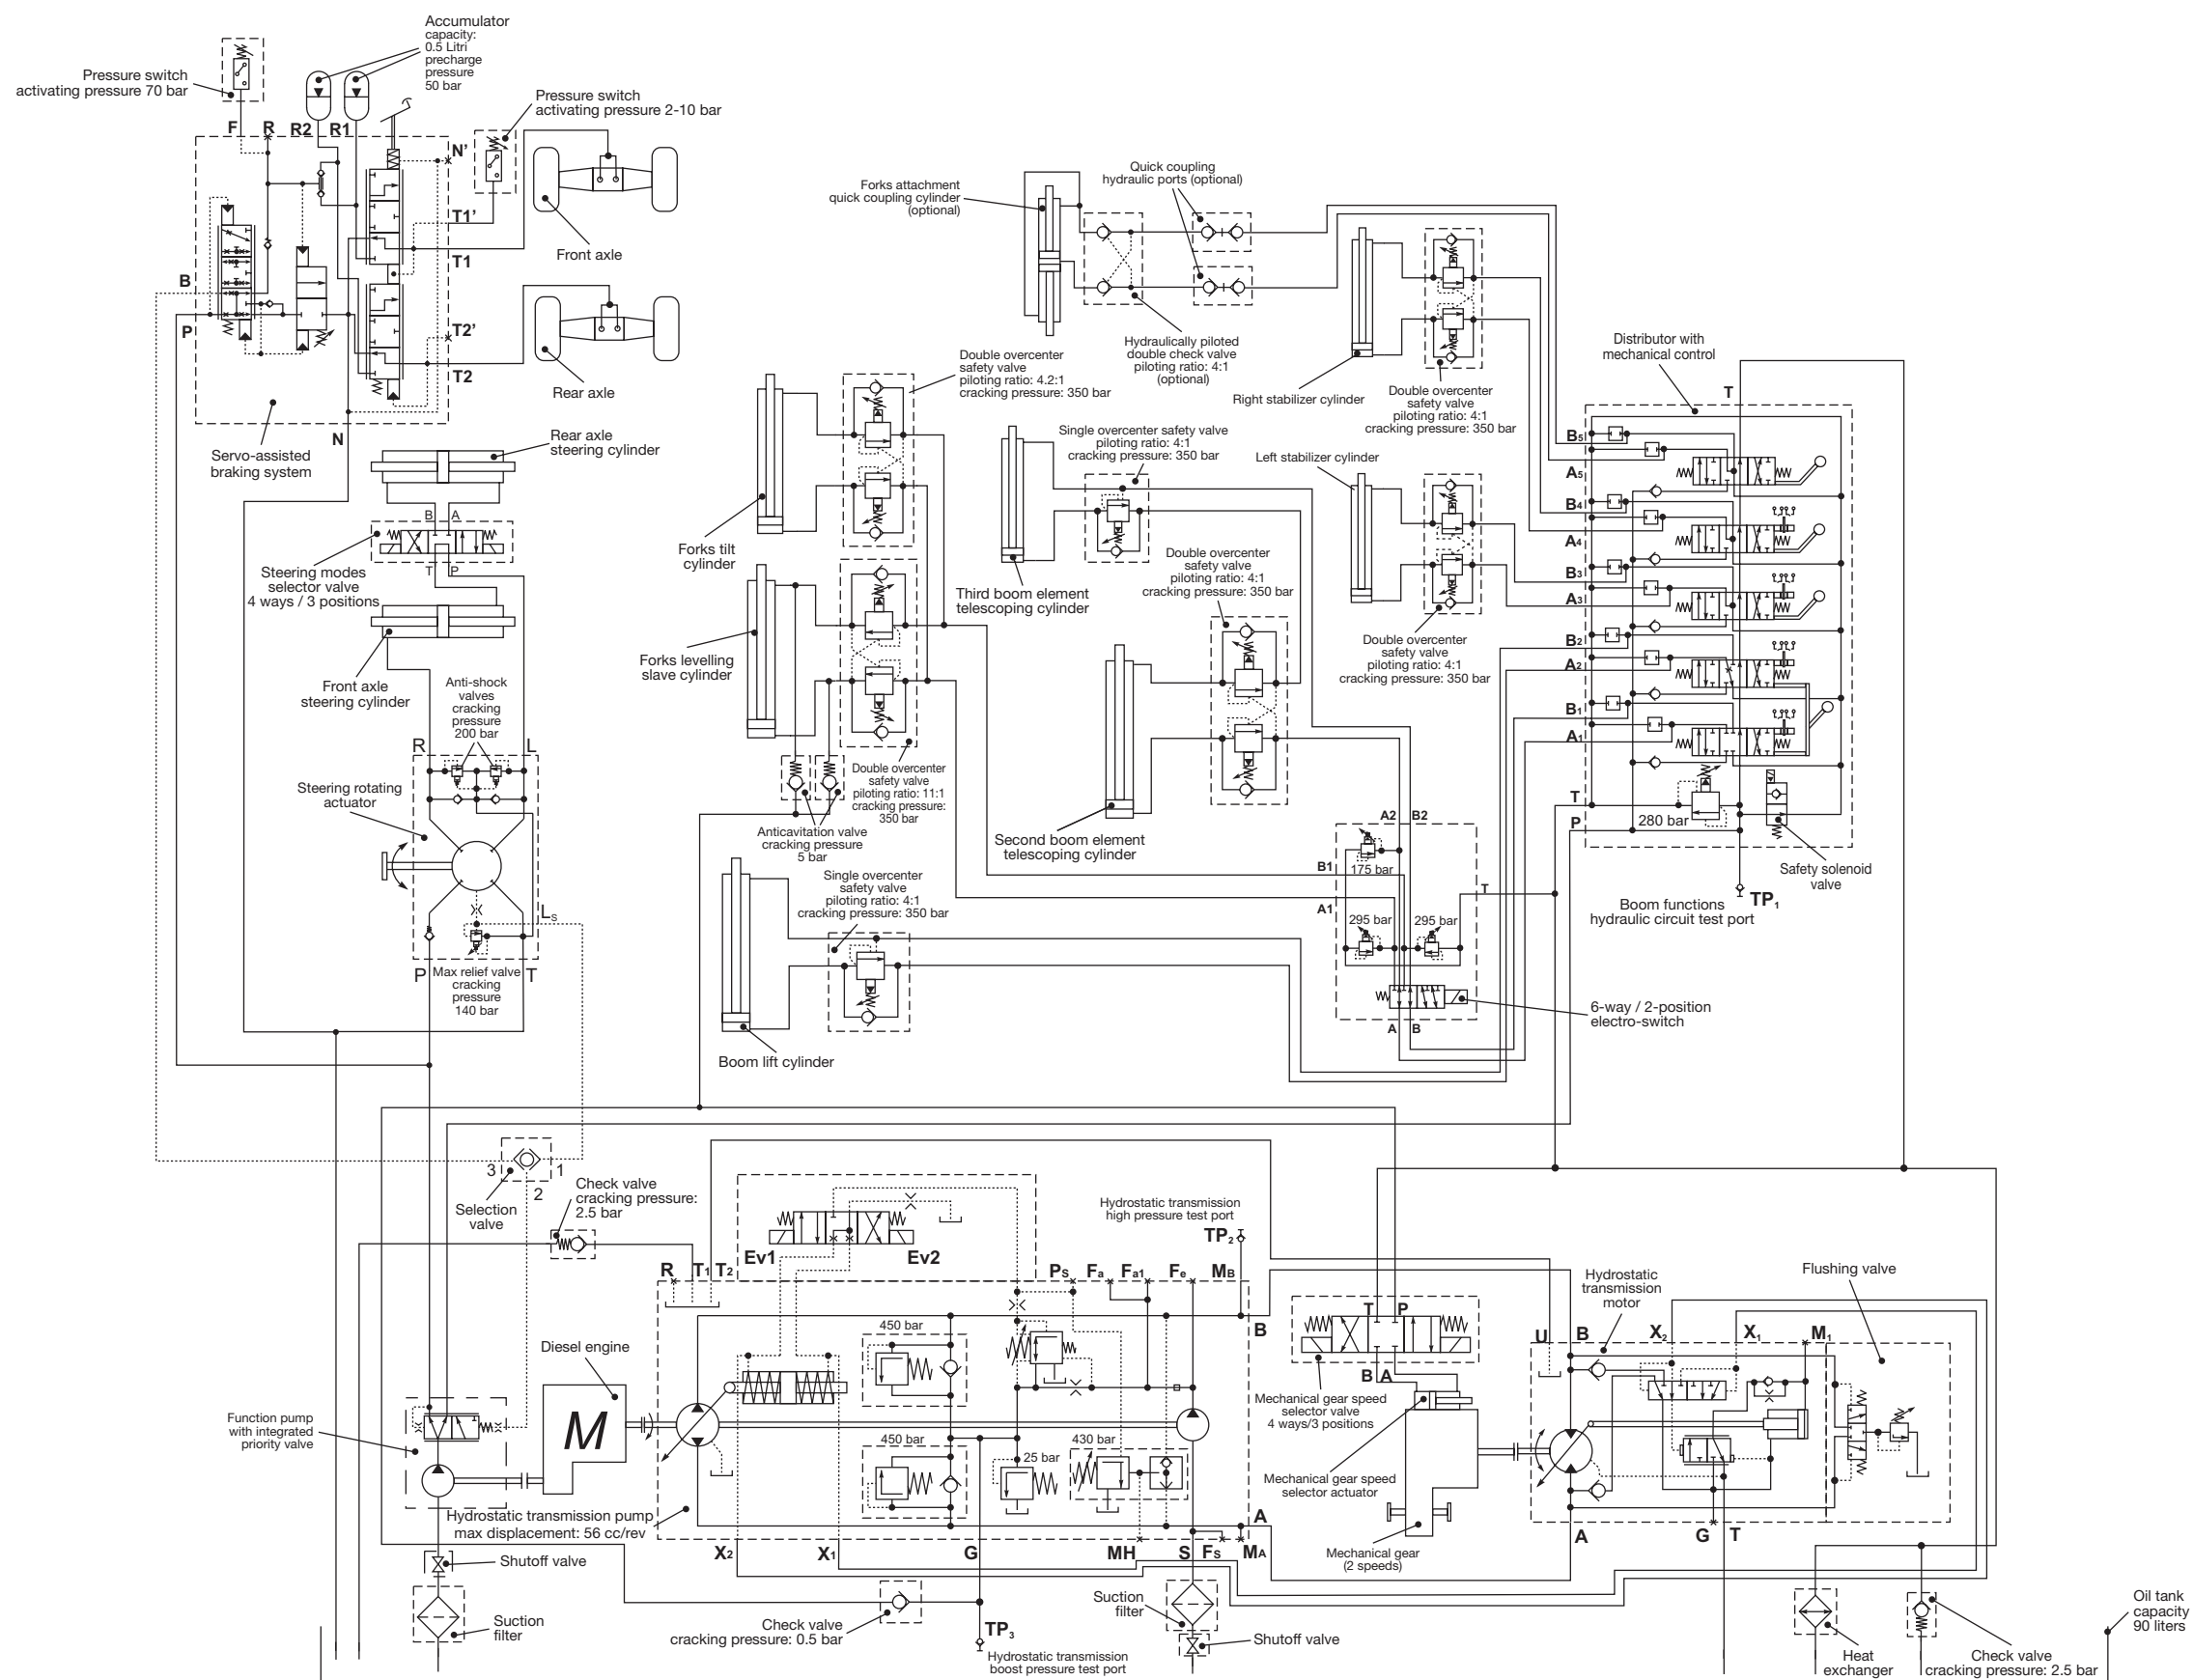 Accumulator
capacity:
0.5 Litri
precharge
pressure
50 bar
Pressure switch
activating pressure 70 bar
Pressure switch
activating pressure 2-10 bar
F
R
R2
R1
N'
T1'
T1
T2'
T2
B
P
N
Front axle
Rear axle
Servo-assisted
braking system
Rear axle
steering cylinder
B
A
Steering modes
selector valve
4 ways / 3 positions
T
P
Front axle
steering cylinder
Anti-shock
valves
cracking
pressure
200 bar
R
L
Steering rotating
actuator
Ls
P
Max relief valve
cracking
pressure
140 bar
T
Forks attachment
quick coupling cylinder
(optional)
Quick coupling
hydraulic ports (optional)
Hydraulically piloted
double check valve
piloting ratio: 4:1
(optional)
Right stabilizer cylinder
Double overcenter
safety valve
piloting ratio: 4:1
cracking pressure: 350 bar
Double overcenter
safety valve
piloting ratio: 4.2:1
cracking pressure: 350 bar
Forks tilt
cylinder
Single overcenter safety valve
piloting ratio: 4:1
cracking pressure: 350 bar
Left stabilizer cylinder
Third boom element
telescoping cylinder
Double overcenter
safety valve
piloting ratio: 4:1
cracking pressure: 350 bar
Double overcenter
safety valve
piloting ratio: 4:1
cracking pressure: 350 bar
Forks levelling
slave cylinder
Double overcenter
safety valve
piloting ratio: 11:1
cracking pressure:
350 bar
Anticavitation valve
cracking pressure
5 bar
Second boom element
telescoping cylinder
Single overcenter
safety valve
piloting ratio: 4:1
cracking pressure: 350 bar
Boom lift cylinder
Distributor with
mechanical control
T
B5
A5
B4
A4
B3
A3
B2
A2
B1
A1
T
P
280 bar
Safety solenoid
valve
TP1
Boom functions
hydraulic circuit test port
A2
B2
B1
175 bar
A1
T
295 bar
295 bar
A
B
6-way / 2-position
electro-switch
3
1
2
Selection
valve
Check valve
cracking pressure:
2.5 bar
Ev1
Ev2
Hydrostatic transmission
high pressure test port
TP2
R
T1
T2
Ps
Fa
Fa1
Fe
MB
B
450 bar
450 bar
25 bar
430 bar
Diesel engine
M
Function pump
with integrated
priority valve
Hydrostatic transmission pump
max displacement: 56 cc/rev
A
X2
X1
G
MH
S
Fs
MA
Shutoff valve
Suction
filter
Check valve
cracking pressure: 0.5 bar
TP3
Hydrostatic transmission
boost pressure test port
Suction
filter
Shutoff valve
T
P
B
A
Mechanical gear speed
selector valve
4 ways/3 positions
Mechanical gear speed
selector actuator
Mechanical gear
(2 speeds)
Hydrostatic
transmission
motor
Flushing valve
U
B
X2
X1
M1
A
G
T
Heat
exchanger
Check valve
cracking pressure: 2.5 bar
Oil tank
capacity
90 liters